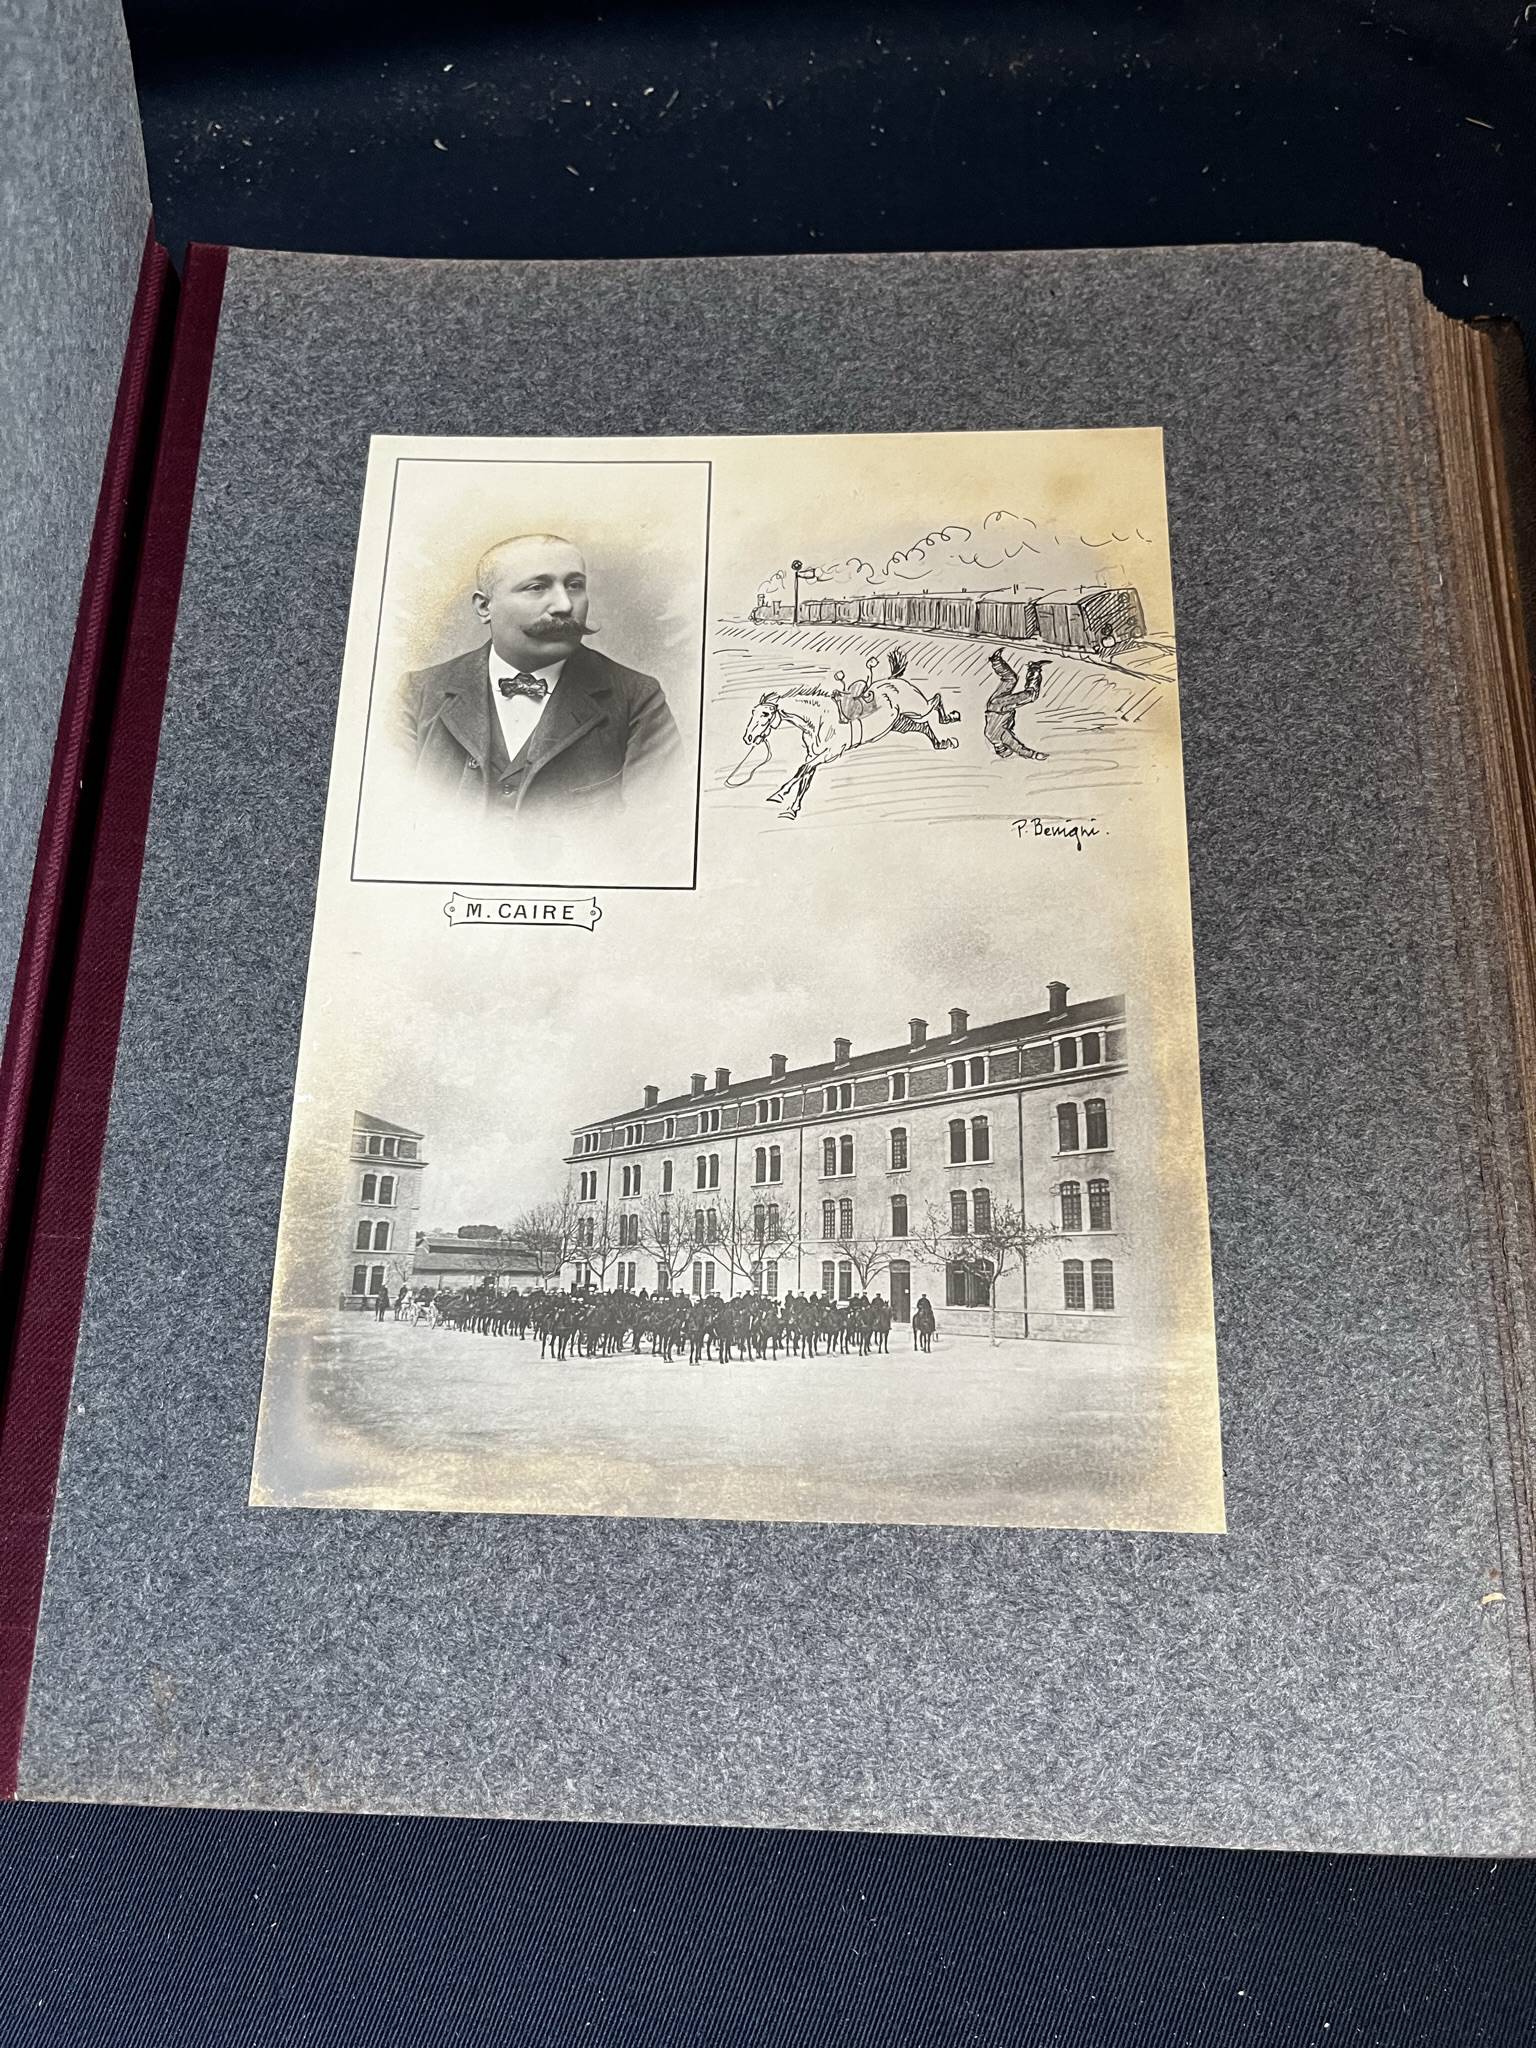 P. Benigni.
M. CAIRE